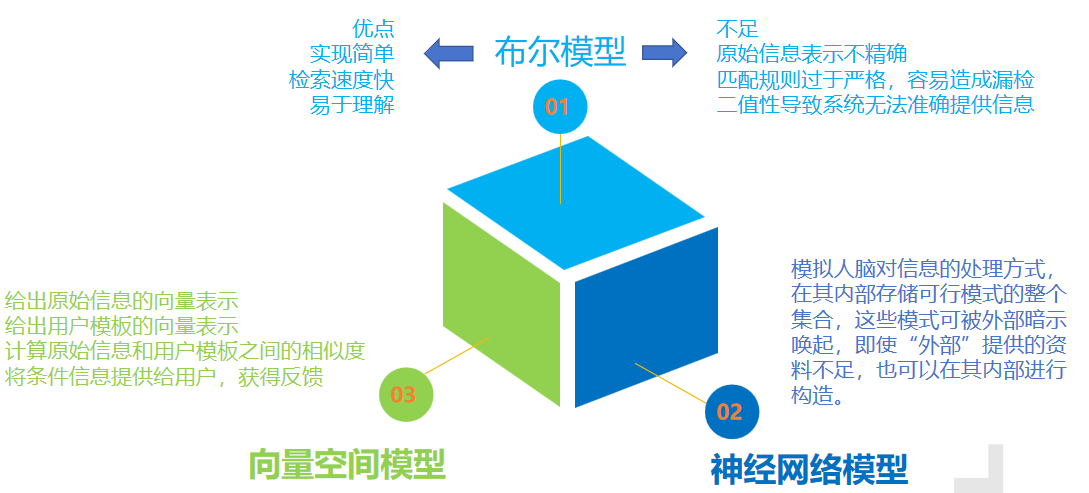 优点
实现简单
检索速度快
易于理解
布尔模型
01
不足
原始信息表示不精确
匹配规则过于严格，容易造成漏检
二值性导致系统无法准确提供信息
模拟人脑对信息的处理方式，
在其内部存储可行模式的整个
集合，这些模式可被外部暗示
唤起，即使“外部”提供的资
料不足，也可以在其内部进行
构造。
02
神经网络模型
给出原始信息的向量表示
给出用户模板的向量表示
计算原始信息和用户模板之间的相似度
将条件信息提供给用户，获得反馈
03
向量空间模型